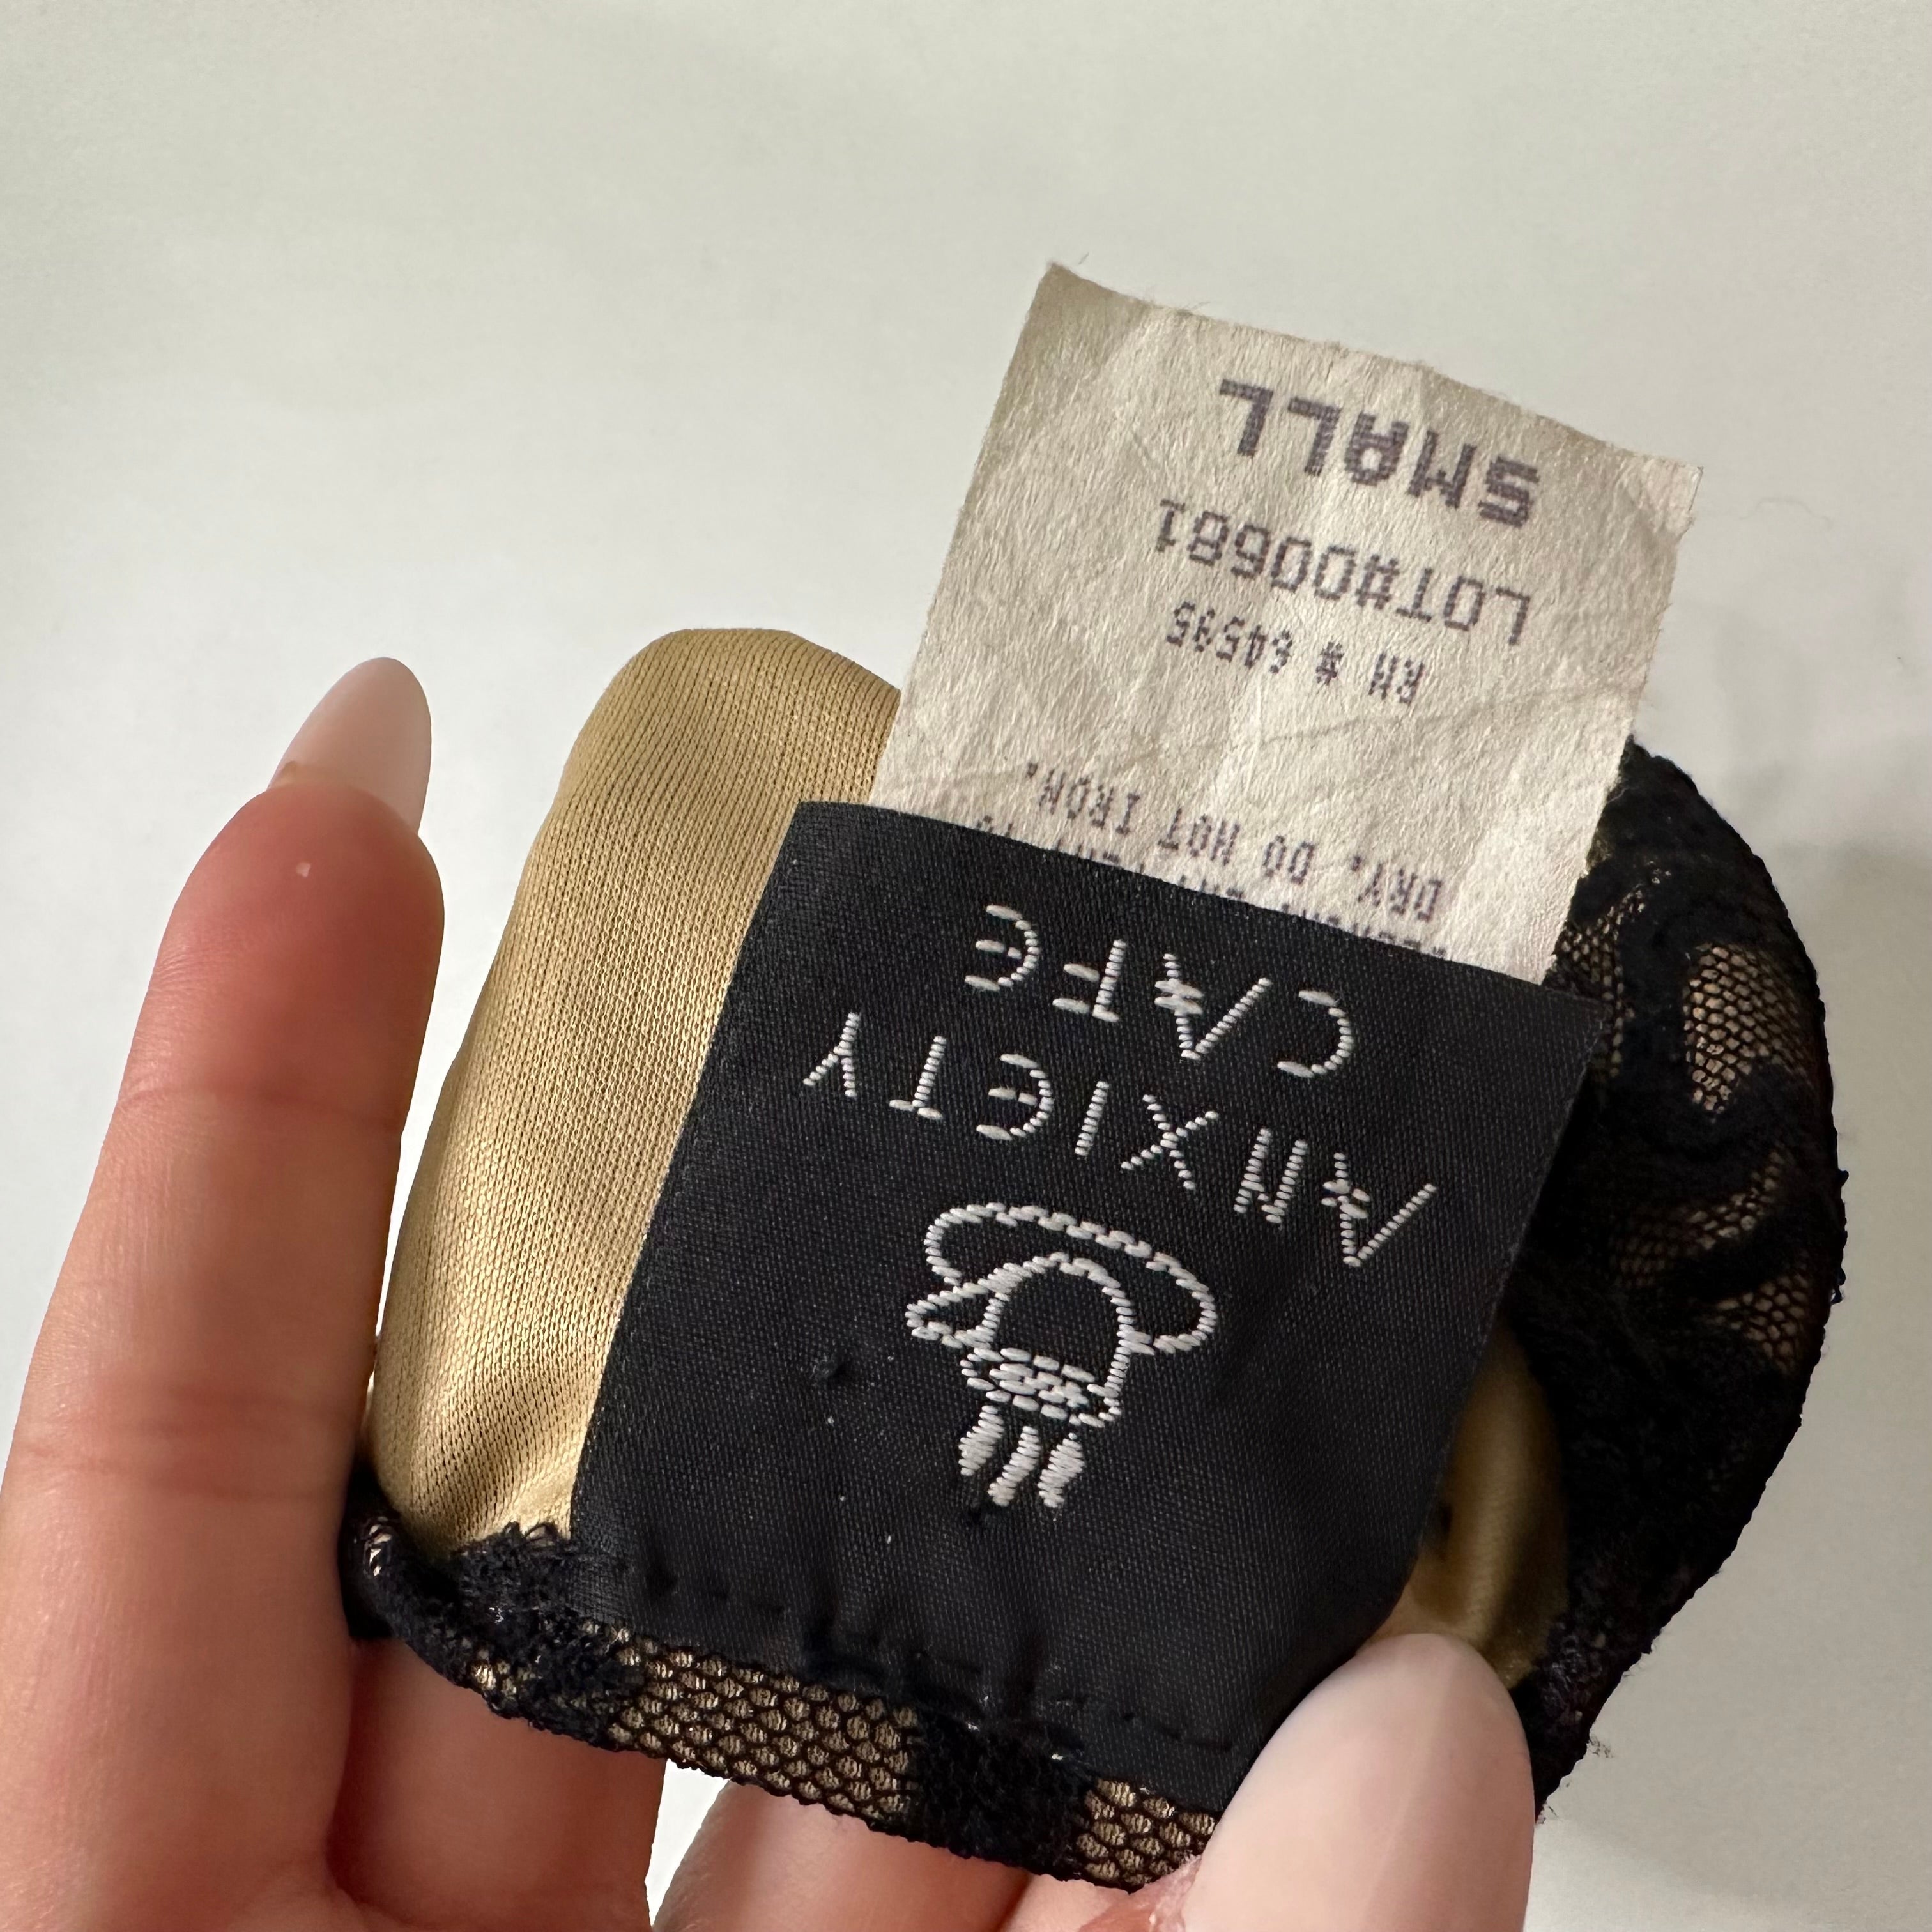 ANXIETY
CAFE
DRY. DO NOT IRON.
RN # 64595
LOT#00681
SMALL